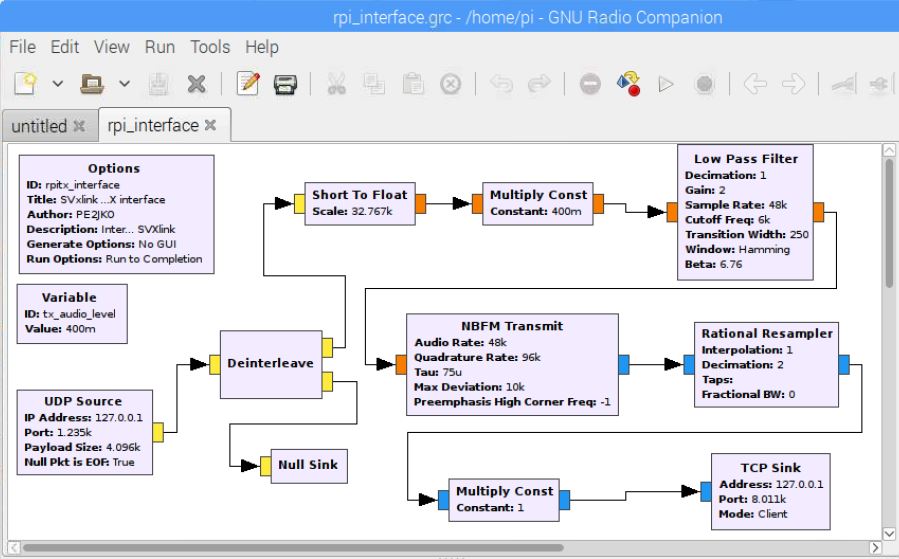 rpi_interface.grc - /home/pi - GNU Radio Companion
File Edit View Run Tools Help
untitled rpi_interface
Options
ID: rpitx_interface
Title: SVxlink ...X interface
Author: PE2JKO
Description: Inter... SVXlink
Generate Options: No GUI
Run Options: Run to Completion
Variable
ID: tx_audio_level
Value: 400m
UDP Source
IP Address: 127.0.0.1
Port: 1.235k
Payload Size: 4.096k
Null Pkt is EOF: True
Deinterleave
Null Sink
Short To Float
Scale: 32.767k
Multiply Const
Constant: 400m
Low Pass Filter
Decimation: 1
Gain: 2
Sample Rate: 48k
Cutoff Freq: 6k
Transition Width: 250
Window: Hamming
Beta: 6.76
NBFM Transmit
Audio Rate: 48k
Quadrature Rate: 96k
Tau: 75u
Max Deviation: 10k
Preemphasis High Corner Freq: -1
Rational Resampler
Interpolation: 1
Decimation: 2
Taps:
Fractional BW: 0
Multiply Const
Constant: 1
TCP Sink
Address: 127.0.0.1
Port: 8.011k
Mode: Client